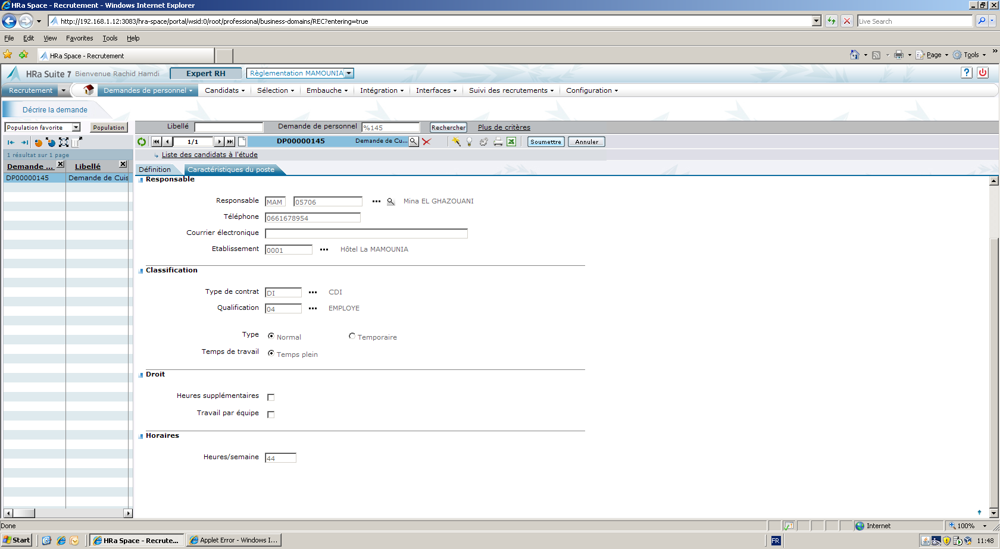 HRa Space - Recrutement - Windows Internet Explorer
http://192.168.1.12:3083/hra-space/portal/wsid:0/root/professional/business-domains/REC?entering=true
Live Search
File Edit View Favorites Tools Help
HRa Space - Recrutement
Page Tools »
HRa Suite 7 Bienvenue Rachid Hamdi Expert RH Règlementation MAMOUNIA ?
Recrutement Demandes de personnel Candidats Sélection Embauche Intégration Interfaces Suivi des recrutements Configuration
Décrire la demande
Population favorite Population Libellé Demande de personnel %145 Rechercher Plus de critères
1/1 DP00000145 Demande de Cu... Soumettre Annuler
1 résultat sur 1 page Liste des candidats à l'étude
Demande ... Libellé Définition Caractéristiques du poste
DP00000145 Demande de Cuis
Responsable
Responsable MAM 05706 ... Mina EL GHAZOUANI
Téléphone 0661678954
Courrier électronique
Etablissement 0001 ... Hôtel La MAMOUNIA
Classification
Type de contrat DI ... CDI
Qualification 04 ... EMPLOYE
Type Normal Temporaire
Temps de travail Temps plein
Droit
Heures supplémentaires
Travail par équipe
Horaires
Heures/semaine 44
Done Internet 100%
Start HRa Space - Recrute... Applet Error - Windows I... FR 11:48